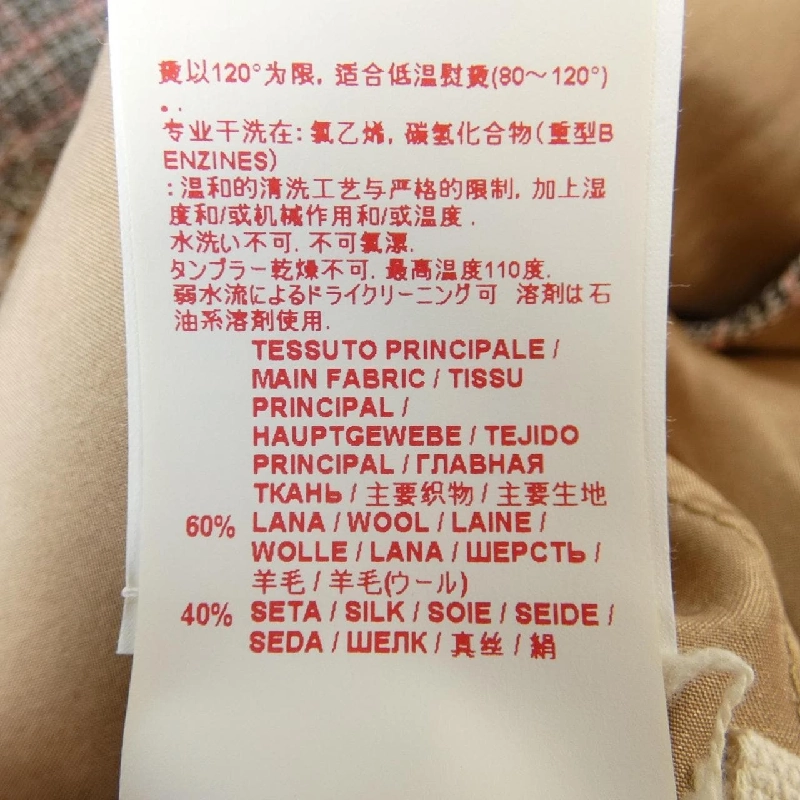 烫以120°为限, 适合低温熨烫(80～120°)
. .
专业干洗在: 氯乙烯, 碳氢化合物(重型B
ENZINES)
: 温和的清洗工艺与严格的限制, 加上湿
度和/或机械作用和/或温度 .
水洗い不可. 不可氯漂.
タンブラー乾燥不可. 最高温度110度.
弱水流によるドライクリーニング可 溶剤は石
油系溶剤使用.
TESSUTO PRINCIPALE /
MAIN FABRIC / TISSU
PRINCIPAL /
HAUPTGEWEBE / TEJIDO
PRINCIPAL / ГЛАВНАЯ
ТКАНЬ / 主要织物 / 主要生地
60% LANA / WOOL / LAINE /
WOLLE / LANA / ШЕРСТЬ /
羊毛 / 羊毛(ウール)
40% SETA / SILK / SOIE / SEIDE /
SEDA / ШЕЛК / 真丝 / 絹